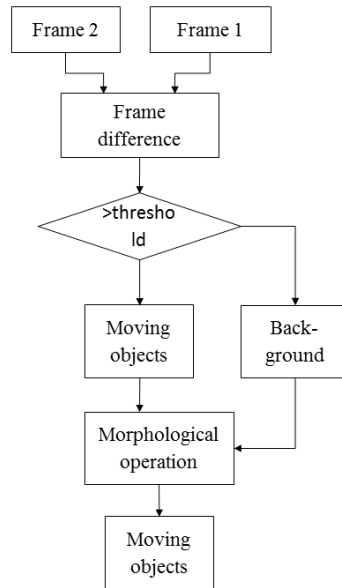 Frame 2
Frame 1
Frame
difference
>thresho
ld
Moving
objects
Back-
ground
Morphological
operation
Moving
objects